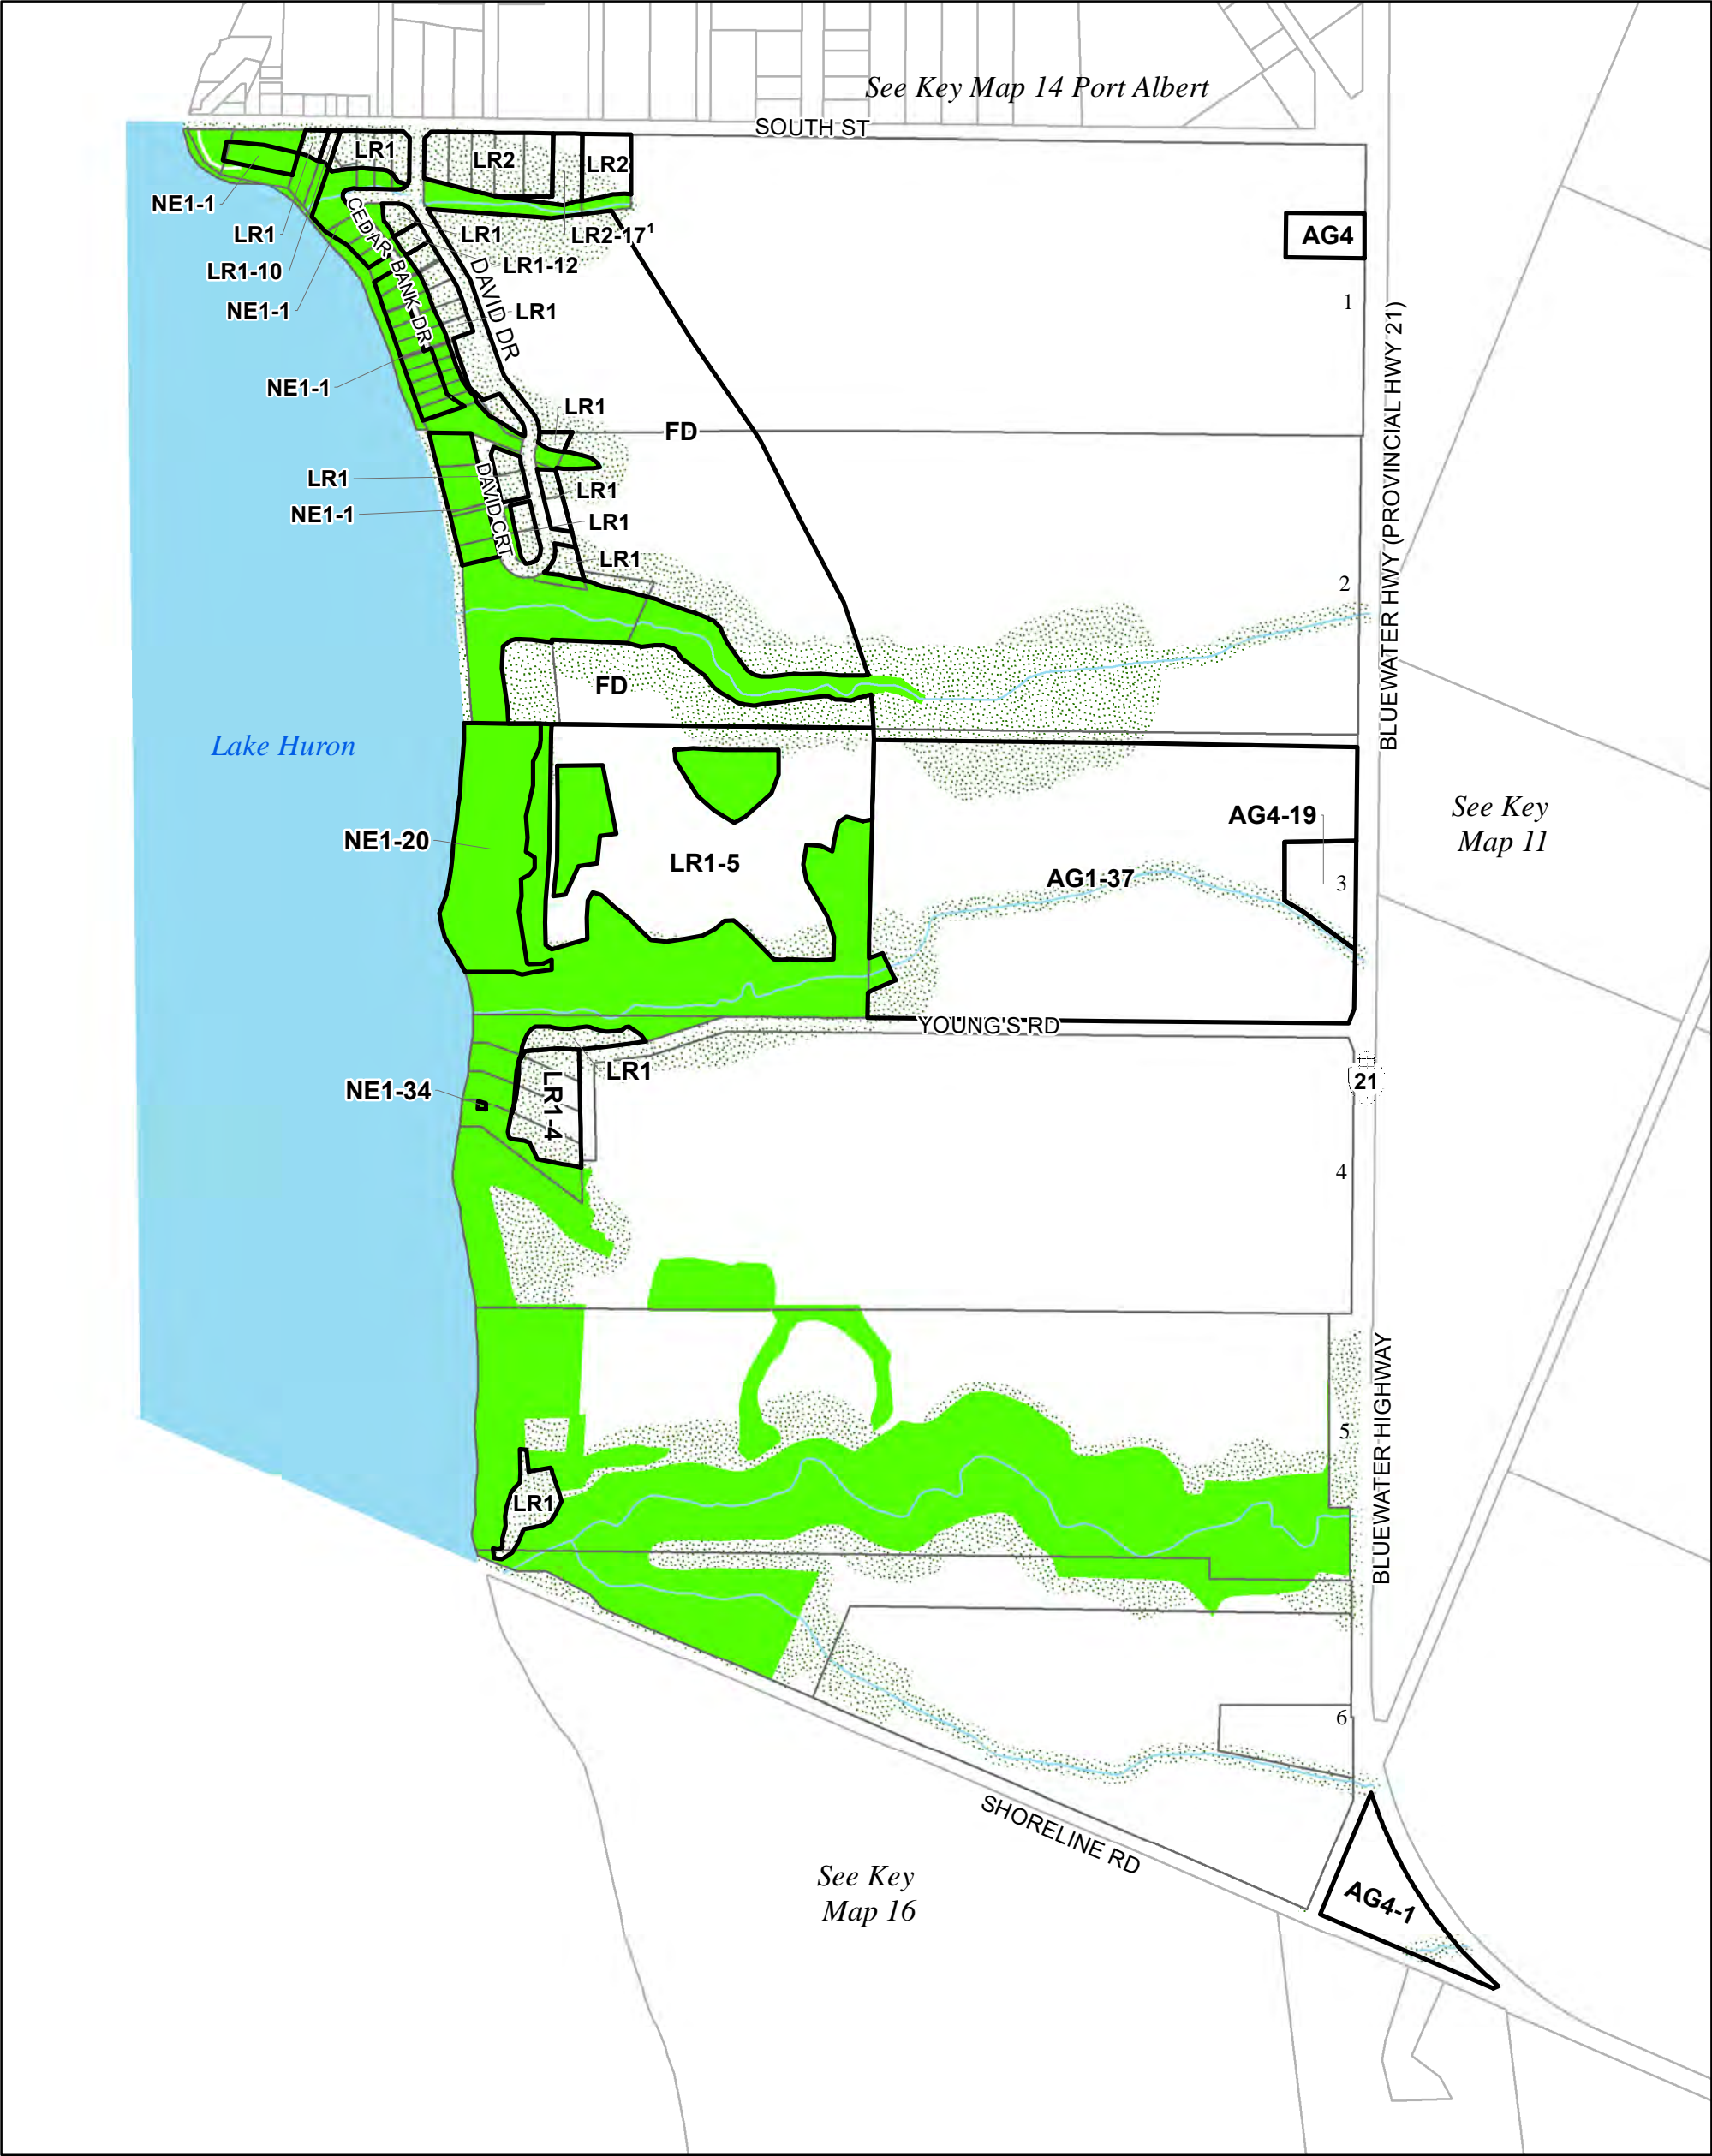 See Key Map 14 Port Albert
SOUTH ST
LR1
LR2
LR2
NE1-1
LR1
LR1-10
NE1-1
NE1-1
CEDAR BANK DR
DAVID DR
LR1
LR2-17¹
LR1-12
LR1
AG4
1
BLUEWATER HWY (PROVINCIAL HWY 21)
LR1
FD
LR1
NE1-1
DAVID CRT
LR1
LR1
LR1
2
FD
Lake Huron
NE1-20
LR1-5
AG1-37
AG4-19
3
See Key
Map 11
YOUNG'S RD
LR1
NE1-34
LR1-4
21
4
BLUEWATER HIGHWAY
5
LR1
6
SHORELINE RD
See Key
Map 16
AG4-1